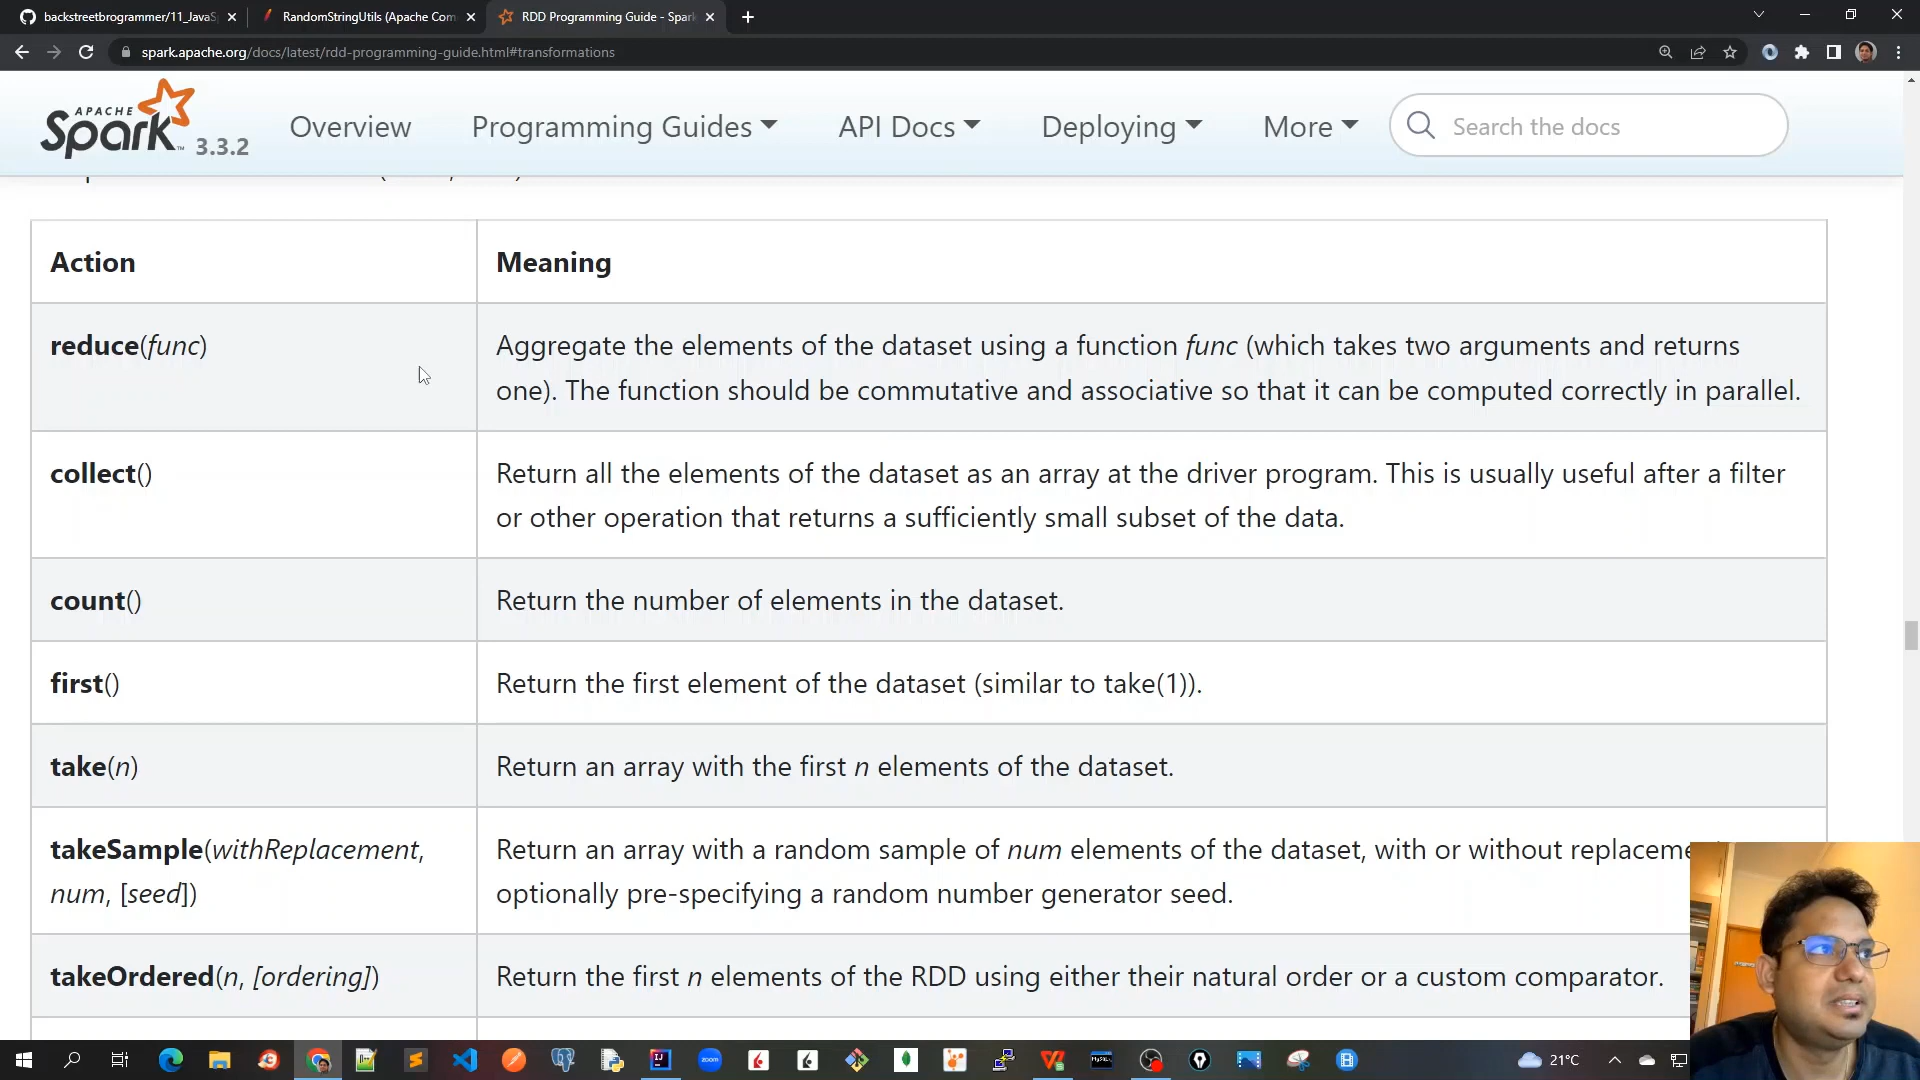 backstreetbrogrammer/11_JavaS
RandomStringUtils (Apache Com
RDD Programming Guide - Spark
spark.apache.org/docs/latest/rdd-programming-guide.html#transformations
APACHE
Spark 3.3.2
Overview
Programming Guides
API Docs
Deploying
More
Search the docs
Action
Meaning
reduce(func)
Aggregate the elements of the dataset using a function func (which takes two arguments and returns
one). The function should be commutative and associative so that it can be computed correctly in parallel.
collect()
Return all the elements of the dataset as an array at the driver program. This is usually useful after a filter
or other operation that returns a sufficiently small subset of the data.
count()
Return the number of elements in the dataset.
first()
Return the first element of the dataset (similar to take(1)).
take(n)
Return an array with the first n elements of the dataset.
takeSample(withReplacement,
num, [seed])
Return an array with a random sample of num elements of the dataset, with or without replaceme
optionally pre-specifying a random number generator seed.
takeOrdered(n, [ordering])
Return the first n elements of the RDD using either their natural order or a custom comparator.
zoom
21°C